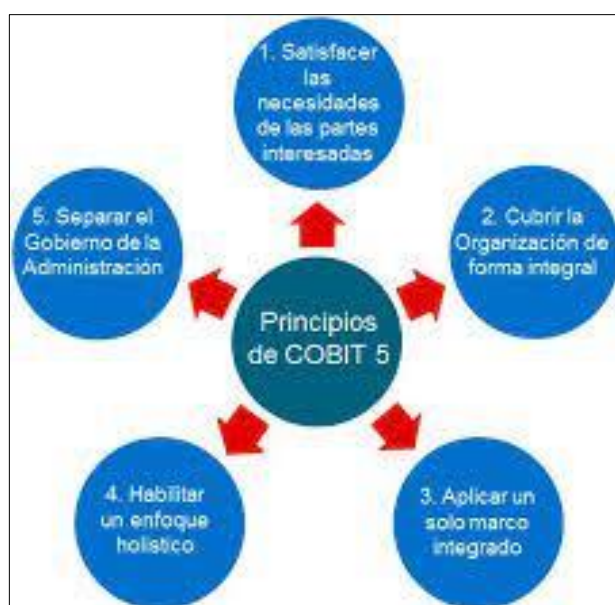 1. Satisfacer
las
necesidades
de las partes
interesadas
2. Cubrir la
Organización de
forma integral
3. Aplicar un
solo marco
integrado
4. Habilitar
un enfoque
holístico
5. Separar el
Gobierno de la
Administración
Principios
de COBIT 5